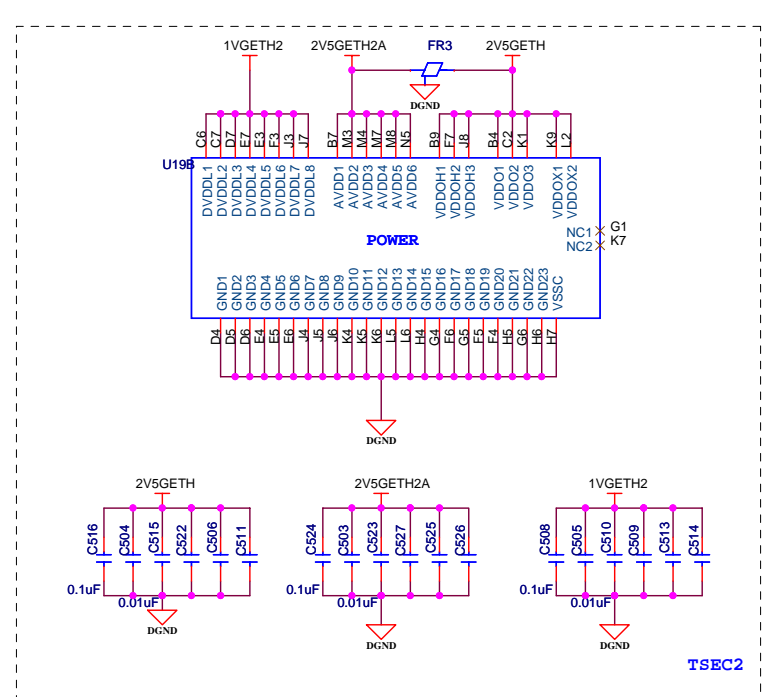 1VGETH2 2V5GETH2A FR3 2V5GETH
DGND
C6 C7 D7 E7 E3 F3 J3 J7 B7 M3 M4 M7 M8 N5 B9 F7 J8 B4 C2 K1 K9 L2
U19B
DVDDL1 DVDDL2 DVDDL3 DVDDL4 DVDDL5 DVDDL6 DVDDL7 DVDDL8 AVDD1 AVDD2 AVDD3 AVDD4 AVDD5 AVDD6 VDDOH1 VDDOH2 VDDOH3 VDDO1 VDDO2 VDDO3 VDDOX1 VDDOX2
NC1 G1
POWER
NC2 K7
GND1 GND2 GND3 GND4 GND5 GND6 GND7 GND8 GND9 GND10 GND11 GND12 GND13 GND14 GND15 GND16 GND17 GND18 GND19 GND20 GND21 GND22 GND23 VSSC
D4 D5 D6 E4 E5 E6 J4 J5 J6 K4 K5 K6 L5 L6 H4 G4 F6 G5 F5 F4 H5 G6 H6 H7
DGND
2V5GETH 2V5GETH2A 1VGETH2
C516 C504 C515 C522 C506 C511 C524 C503 C523 C527 C525 C526 C508 C505 C510 C509 C513 C514
0.1uF 0.1uF 0.1uF
0.01uF 0.01uF 0.01uF
DGND DGND DGND
TSEC2